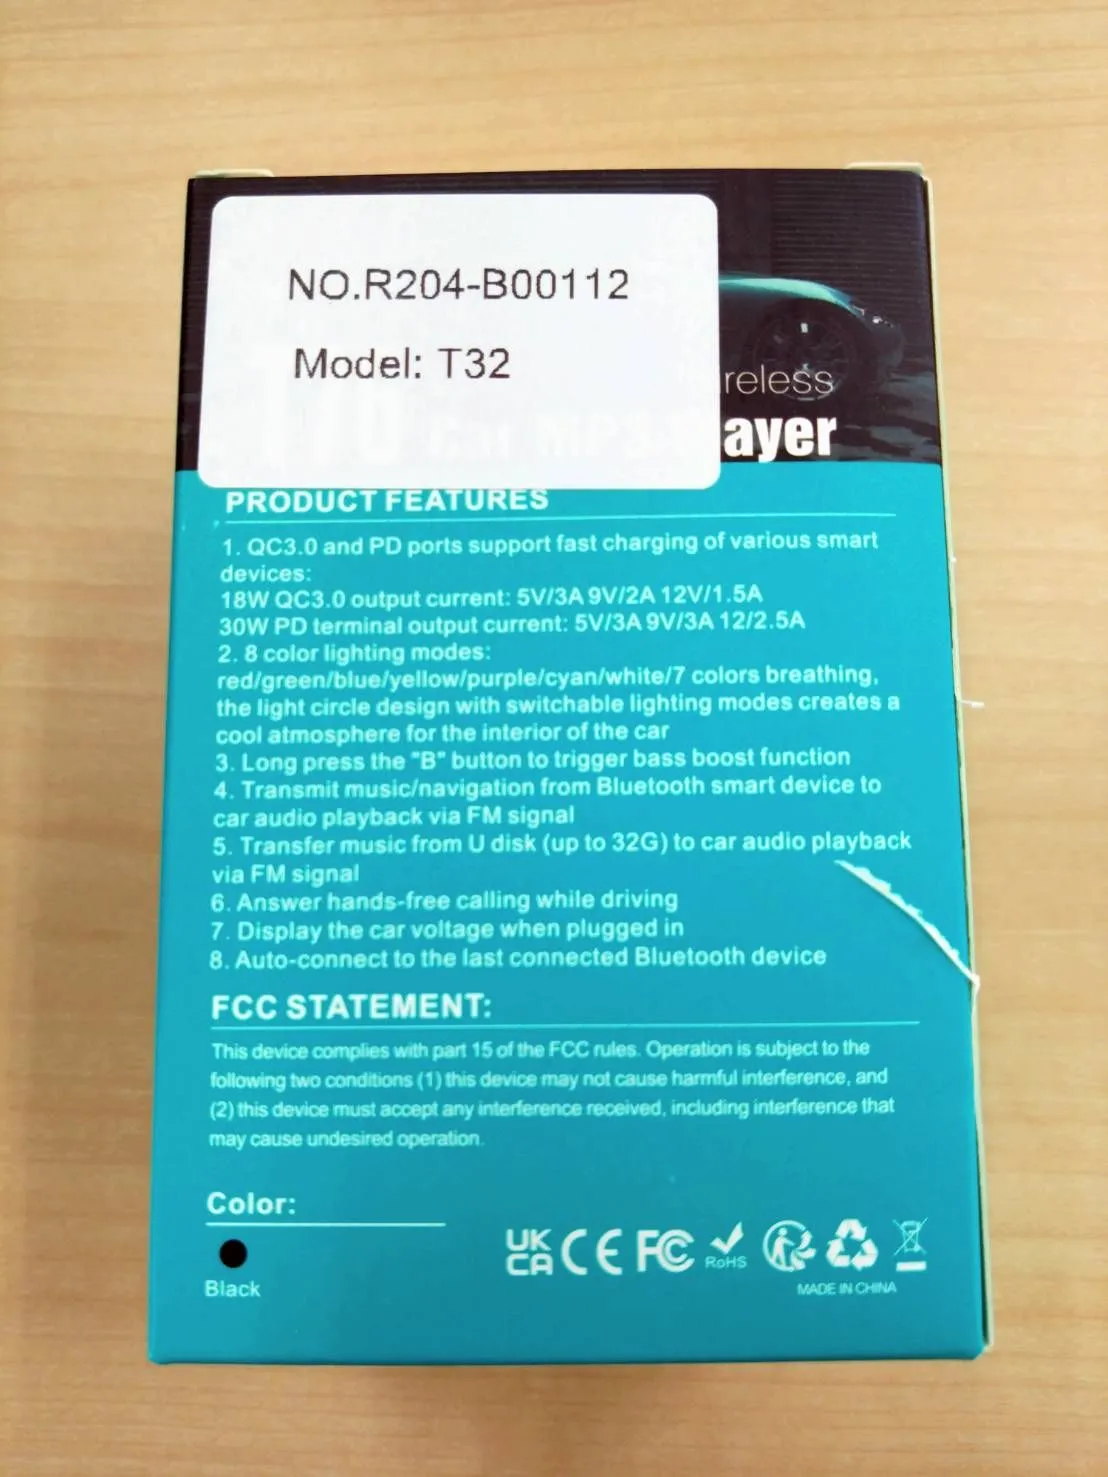 NO.R204-B00112
Model: T32
reless
Car MP3 Player
PRODUCT FEATURES
1. QC3.0 and PD ports support fast charging of various smart
devices:
18W QC3.0 output current: 5V/3A 9V/2A 12V/1.5A
30W PD terminal output current: 5V/3A 9V/3A 12/2.5A
2. 8 color lighting modes:
red/green/blue/yellow/purple/cyan/white/7 colors breathing,
the light circle design with switchable lighting modes creates a
cool atmosphere for the interior of the car
3. Long press the "B" button to trigger bass boost function
4. Transmit music/navigation from Bluetooth smart device to
car audio playback via FM signal
5. Transfer music from U disk (up to 32G) to car audio playback
via FM signal
6. Answer hands-free calling while driving
7. Display the car voltage when plugged in
8. Auto-connect to the last connected Bluetooth device
FCC STATEMENT:
This device complies with part 15 of the FCC rules. Operation is subject to the
following two conditions (1) this device may not cause harmful interference, and
(2) this device must accept any interference received, including interference that
may cause undesired operation.
Color:
Black
UK
CA CE FC RoHS
MADE IN CHINA